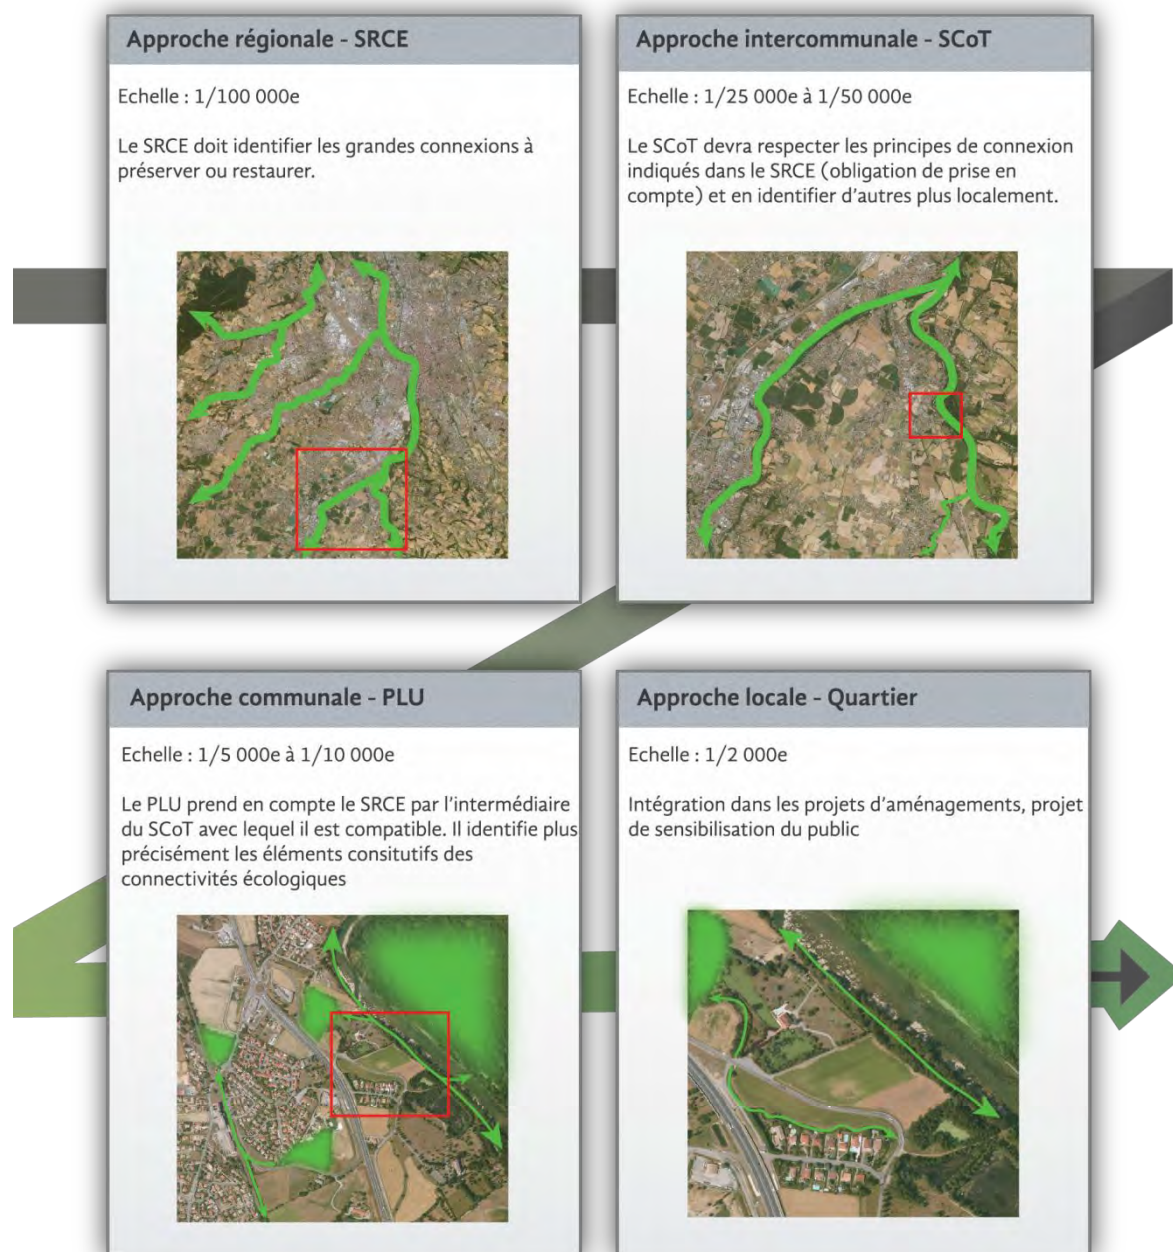 Approche régionale - SRCE
Echelle : 1/100 000e
Le SRCE doit identifier les grandes connexions à
préserver ou restaurer.
Approche intercommunale - SCoT
Echelle : 1/25 000e à 1/50 000e
Le SCoT devra respecter les principes de connexion
indiqués dans le SRCE (obligation de prise en
compte) et en identifier d'autres plus localement.
Approche communale - PLU
Echelle : 1/5 000e à 1/10 000e
Le PLU prend en compte le SRCE par l'intermédiaire
du SCoT avec lequel il est compatible. Il identifie plus
précisément les éléments consitutifs des
connectivités écologiques
Approche locale - Quartier
Echelle : 1/2 000e
Intégration dans les projets d'aménagements, projet
de sensibilisation du public